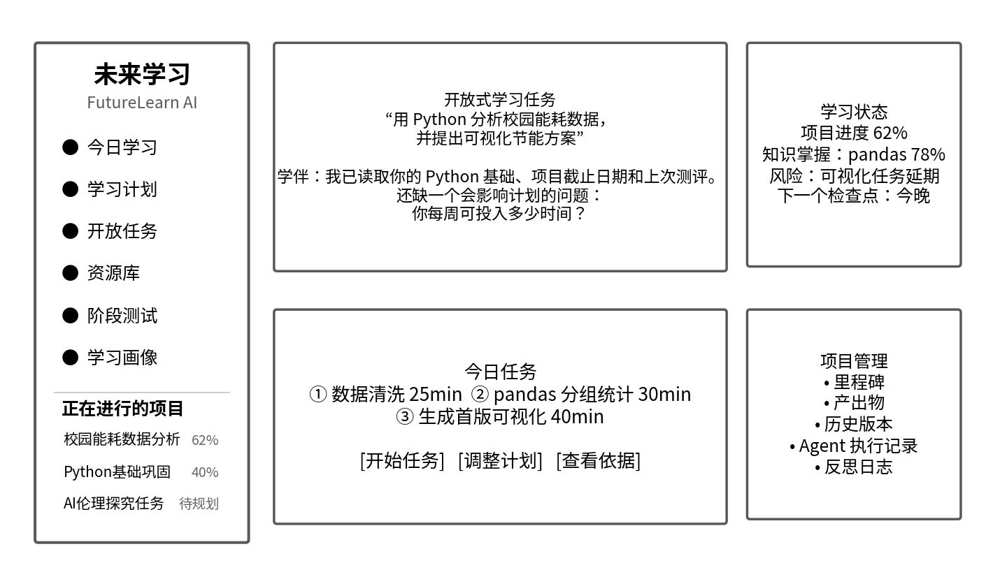 未来学习
FutureLearn AI
● 今日学习
● 学习计划
● 开放任务
● 资源库
● 阶段测试
● 学习画像
正在进行的项目
校园能耗数据分析 62%
Python基础巩固 40%
AI伦理探究任务 待规划
开放式学习任务
“用 Python 分析校园能耗数据，
并提出可视化节能方案”
学伴：我已读取你的 Python 基础、项目截止日期和上次测评。
还缺一个会影响计划的问题：
你每周可投入多少时间？
学习状态
项目进度 62%
知识掌握：pandas 78%
风险：可视化任务延期
下一个检查点：今晚
今日任务
① 数据清洗 25min ② pandas 分组统计 30min
③ 生成首版可视化 40min
[开始任务] [调整计划] [查看依据]
项目管理
• 里程碑
• 产出物
• 历史版本
• Agent 执行记录
• 反思日志